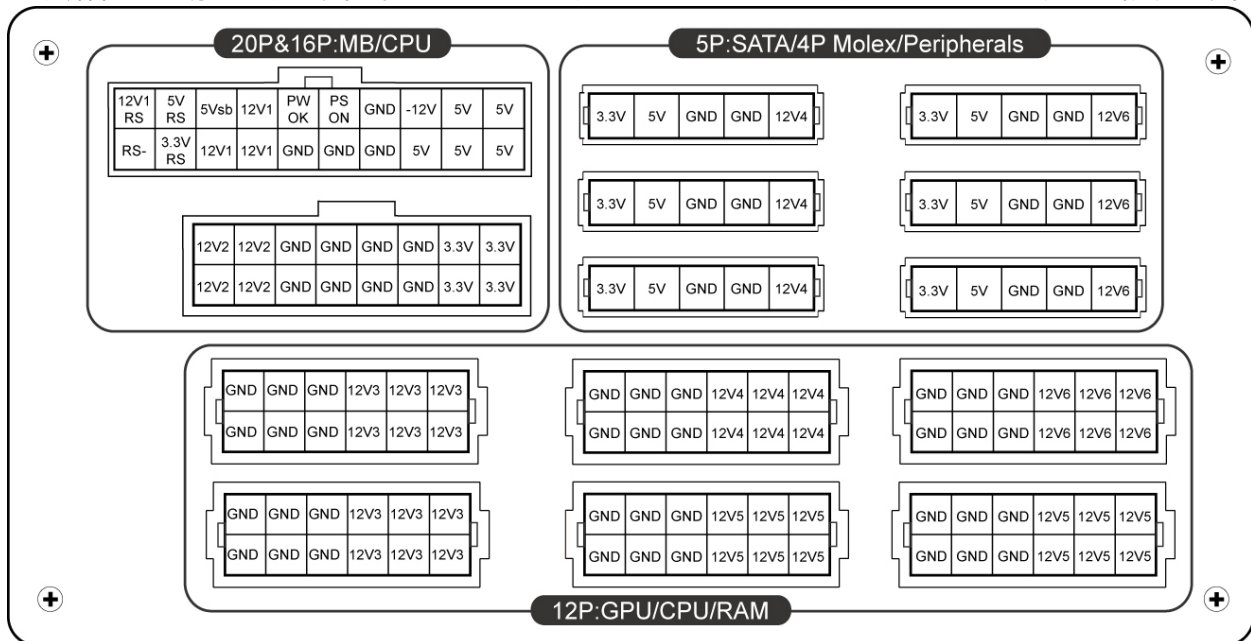 20P&16P:MB/CPU
12V1 RS 5V RS 5Vsb 12V1 PW OK PS ON GND -12V 5V 5V
RS- 3.3V RS 12V1 12V1 GND GND GND 5V 5V 5V
12V2 12V2 GND GND GND GND 3.3V 3.3V
12V2 12V2 GND GND GND GND 3.3V 3.3V
5P:SATA/4P Molex/Peripherals
3.3V 5V GND GND 12V4
3.3V 5V GND GND 12V6
3.3V 5V GND GND 12V4
3.3V 5V GND GND 12V6
3.3V 5V GND GND 12V4
3.3V 5V GND GND 12V6
GND GND GND 12V3 12V3 12V3
GND GND GND 12V3 12V3 12V3
GND GND GND 12V4 12V4 12V4
GND GND GND 12V4 12V4 12V4
GND GND GND 12V6 12V6 12V6
GND GND GND 12V6 12V6 12V6
GND GND GND 12V3 12V3 12V3
GND GND GND 12V3 12V3 12V3
GND GND GND 12V5 12V5 12V5
GND GND GND 12V5 12V5 12V5
GND GND GND 12V5 12V5 12V5
GND GND GND 12V5 12V5 12V5
12P:GPU/CPU/RAM